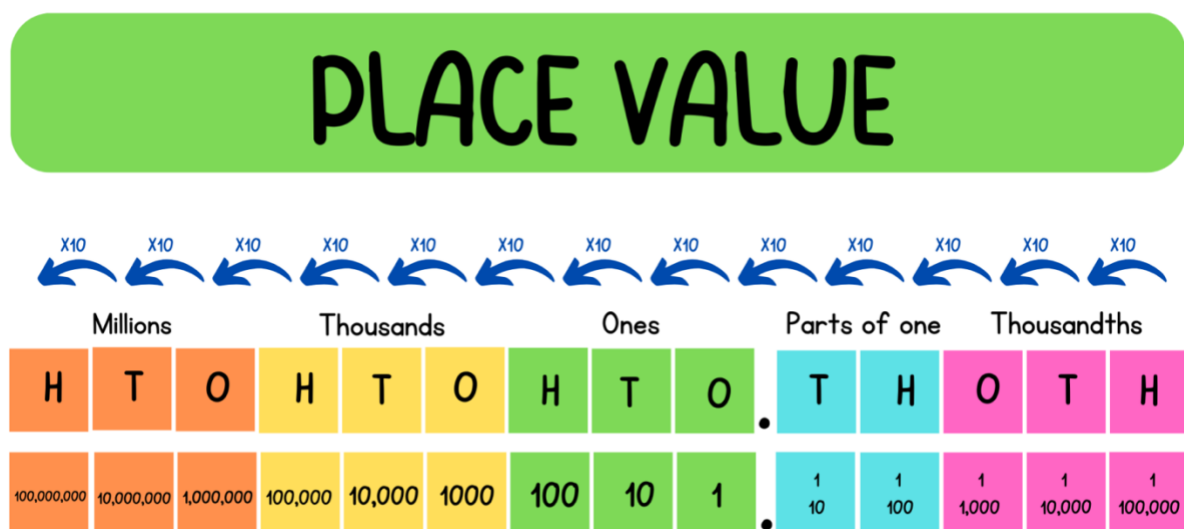 PLACE VALUE
X10 X10 X10 X10 X10 X10 X10 X10 X10 X10 X10 X10 X10
Millions Thousands Ones Parts of one Thousandths
H T O H T O H T O . T H O T H
100,000,000 10,000,000 1,000,000 100,000 10,000 1000 100 10 1 . 1/10 1/100 1/1,000 1/10,000 1/100,000